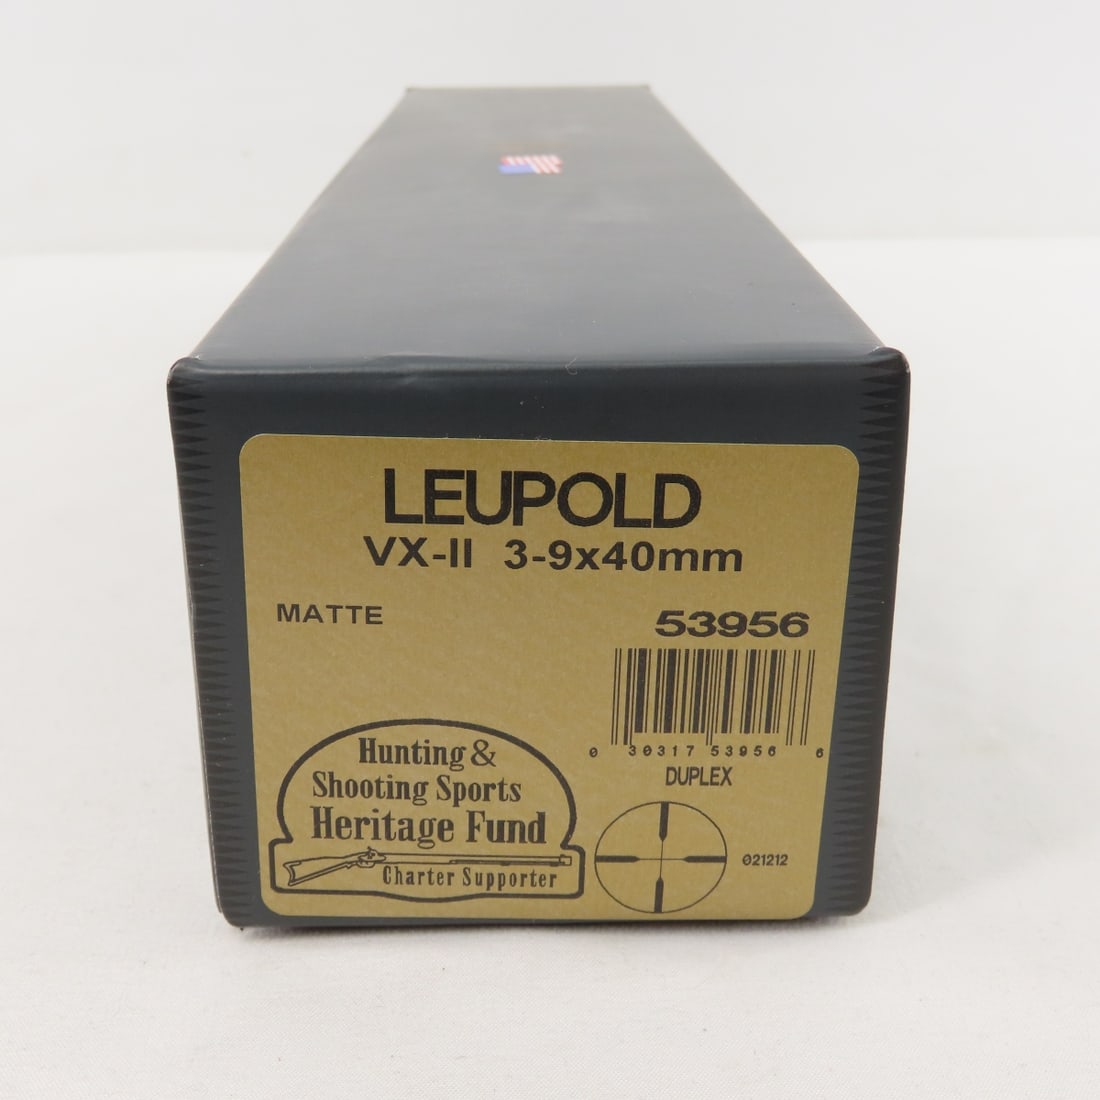 LEUPOLD
VX-II 3-9x40mm
MATTE
53956
0 30317 53956 6
DUPLEX
021212
Hunting &
Shooting Sports
Heritage Fund
Charter Supporter